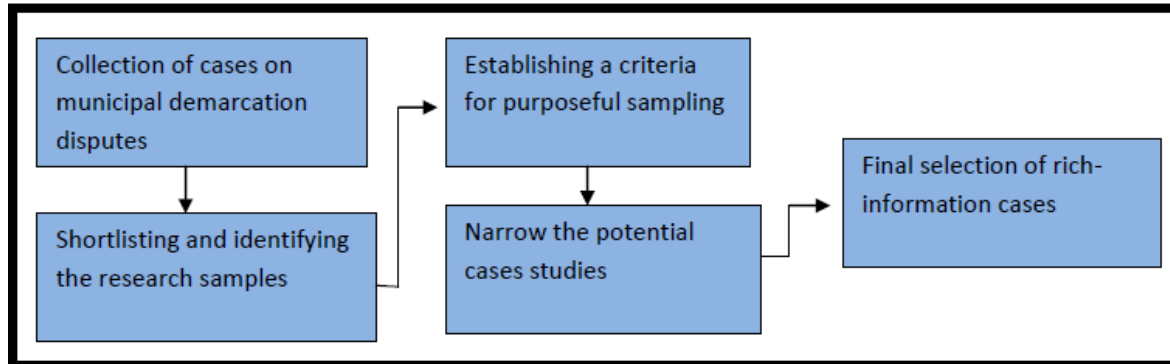 Collection of cases on
municipal demarcation
disputes
Shortlisting and identifying
the research samples
Establishing a criteria
for purposeful sampling
Narrow the potential
cases studies
Final selection of rich-
information cases